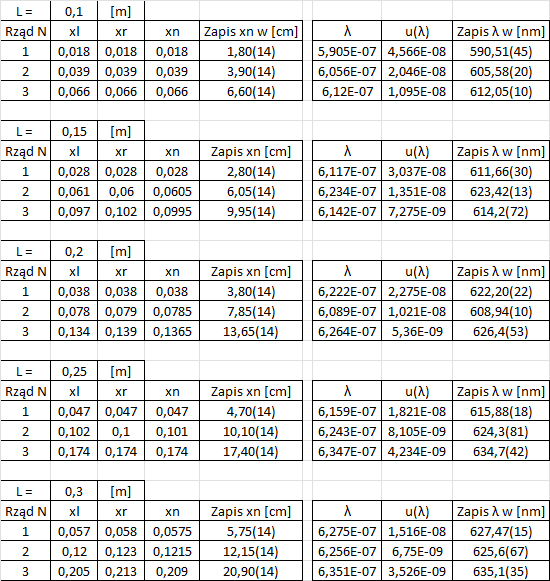 L = 0,1 [m]
Rząd N xl xr xn Zapis xn w [cm] λ u(λ) Zapis λ w [nm]
1 0,018 0,018 0,018 1,80(14) 5,905E-07 4,566E-08 590,51(45)
2 0,039 0,039 0,039 3,90(14) 6,056E-07 2,046E-08 605,58(20)
3 0,066 0,066 0,066 6,60(14) 6,12E-07 1,095E-08 612,05(10)
L = 0,15 [m]
Rząd N xl xr xn Zapis xn [cm] λ u(λ) Zapis λ w [nm]
1 0,028 0,028 0,028 2,80(14) 6,117E-07 3,037E-08 611,66(30)
2 0,061 0,06 0,0605 6,05(14) 6,234E-07 1,351E-08 623,42(13)
3 0,097 0,102 0,0995 9,95(14) 6,142E-07 7,275E-09 614,2(72)
L = 0,2 [m]
Rząd N xl xr xn Zapis xn [cm] λ u(λ) Zapis λ w [nm]
1 0,038 0,038 0,038 3,80(14) 6,222E-07 2,275E-08 622,20(22)
2 0,078 0,079 0,0785 7,85(14) 6,089E-07 1,021E-08 608,94(10)
3 0,134 0,139 0,1365 13,65(14) 6,264E-07 5,36E-09 626,4(53)
L = 0,25 [m]
Rząd N xl xr xn Zapis xn [cm] λ u(λ) Zapis λ w [nm]
1 0,047 0,047 0,047 4,70(14) 6,159E-07 1,821E-08 615,88(18)
2 0,102 0,1 0,101 10,10(14) 6,243E-07 8,105E-09 624,3(81)
3 0,174 0,174 0,174 17,40(14) 6,347E-07 4,234E-09 634,7(42)
L = 0,3 [m]
Rząd N xl xr xn Zapis xn [cm] λ u(λ) Zapis λ w [nm]
1 0,057 0,058 0,0575 5,75(14) 6,275E-07 1,516E-08 627,47(15)
2 0,12 0,123 0,1215 12,15(14) 6,256E-07 6,75E-09 625,6(67)
3 0,205 0,213 0,209 20,90(14) 6,351E-07 3,526E-09 635,1(35)